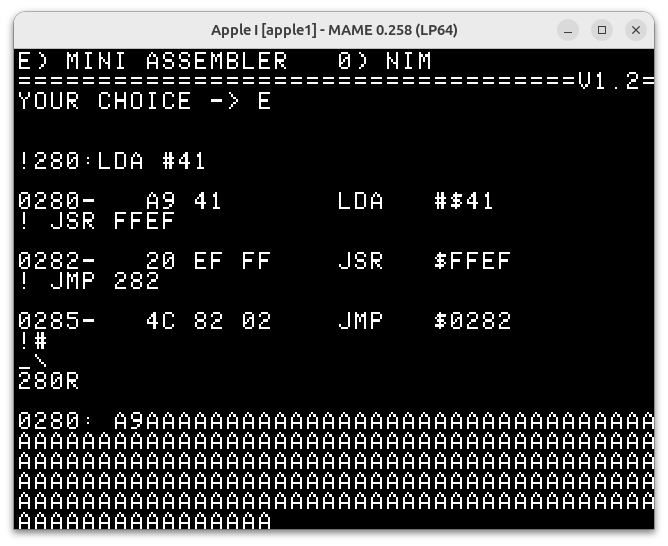 Apple I [apple1] - MAME 0.258 (LP64)
E) MINI ASSEMBLER   0) NIM
===================================V1.2=
YOUR CHOICE -> E
!280:LDA #41
0280-   A9 41       LDA   #$41
! JSR FFEF
0282-   20 EF FF    JSR   $FFEF
! JMP 282
0285-   4C 82 02    JMP   $0282
!#
_\
280R
0280: A9AAAAAAAAAAAAAAAAAAAAAAAAAAAAAAAA
AAAAAAAAAAAAAAAAAAAAAAAAAAAAAAAAAAAAAAAA
AAAAAAAAAAAAAAAAAAAAAAAAAAAAAAAAAAAAAAAA
AAAAAAAAAAAAAAAAAAAAAAAAAAAAAAAAAAAAAAAA
AAAAAAAAAAAAAAAAAAAAAAAAAAAAAAAAAAAAAAAA
AAAAAAAAAAAAAAAA